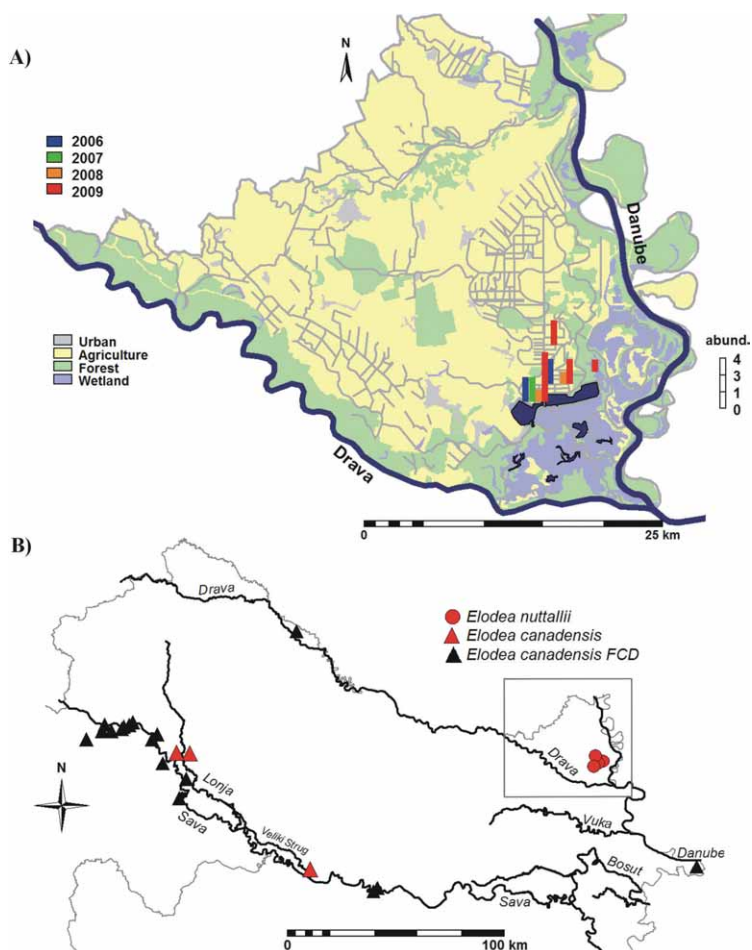 A)
N
2006
2007
2008
2009
Danube
Urban
Agriculture
Forest
Wetland
abund.
4
3
1
0
Drava
0 25 km
B)
Drava
Elodea nuttallii
Elodea canadensis
Elodea canadensis FCD
N
Drava
Lonja
Sava
Veliki Strug
Vuka
Danube
Bosut
Sava
0 100 km